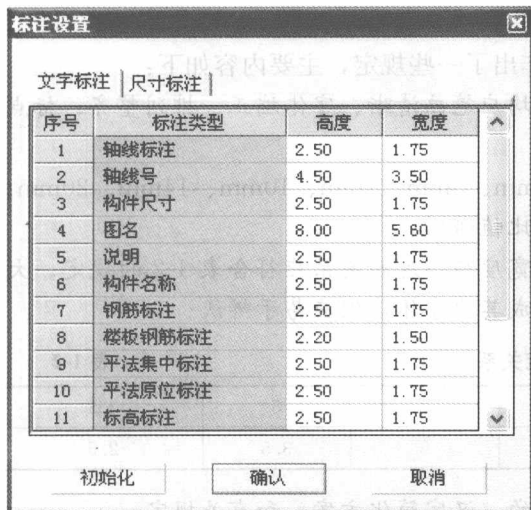 标注设置
文字标注 尺寸标注
序号 标注类型 高度 宽度
1 轴线标注 2.50 1.75
2 轴线号 4.50 3.50
3 构件尺寸 2.50 1.75
4 图名 8.00 5.60
5 说明 2.50 1.75
6 构件名称 2.50 1.75
7 钢筋标注 2.50 1.75
8 楼板钢筋标注 2.20 1.50
9 平法集中标注 2.50 1.75
10 平法原位标注 2.50 1.75
11 标高标注 2.50 1.75
初始化 确认 取消